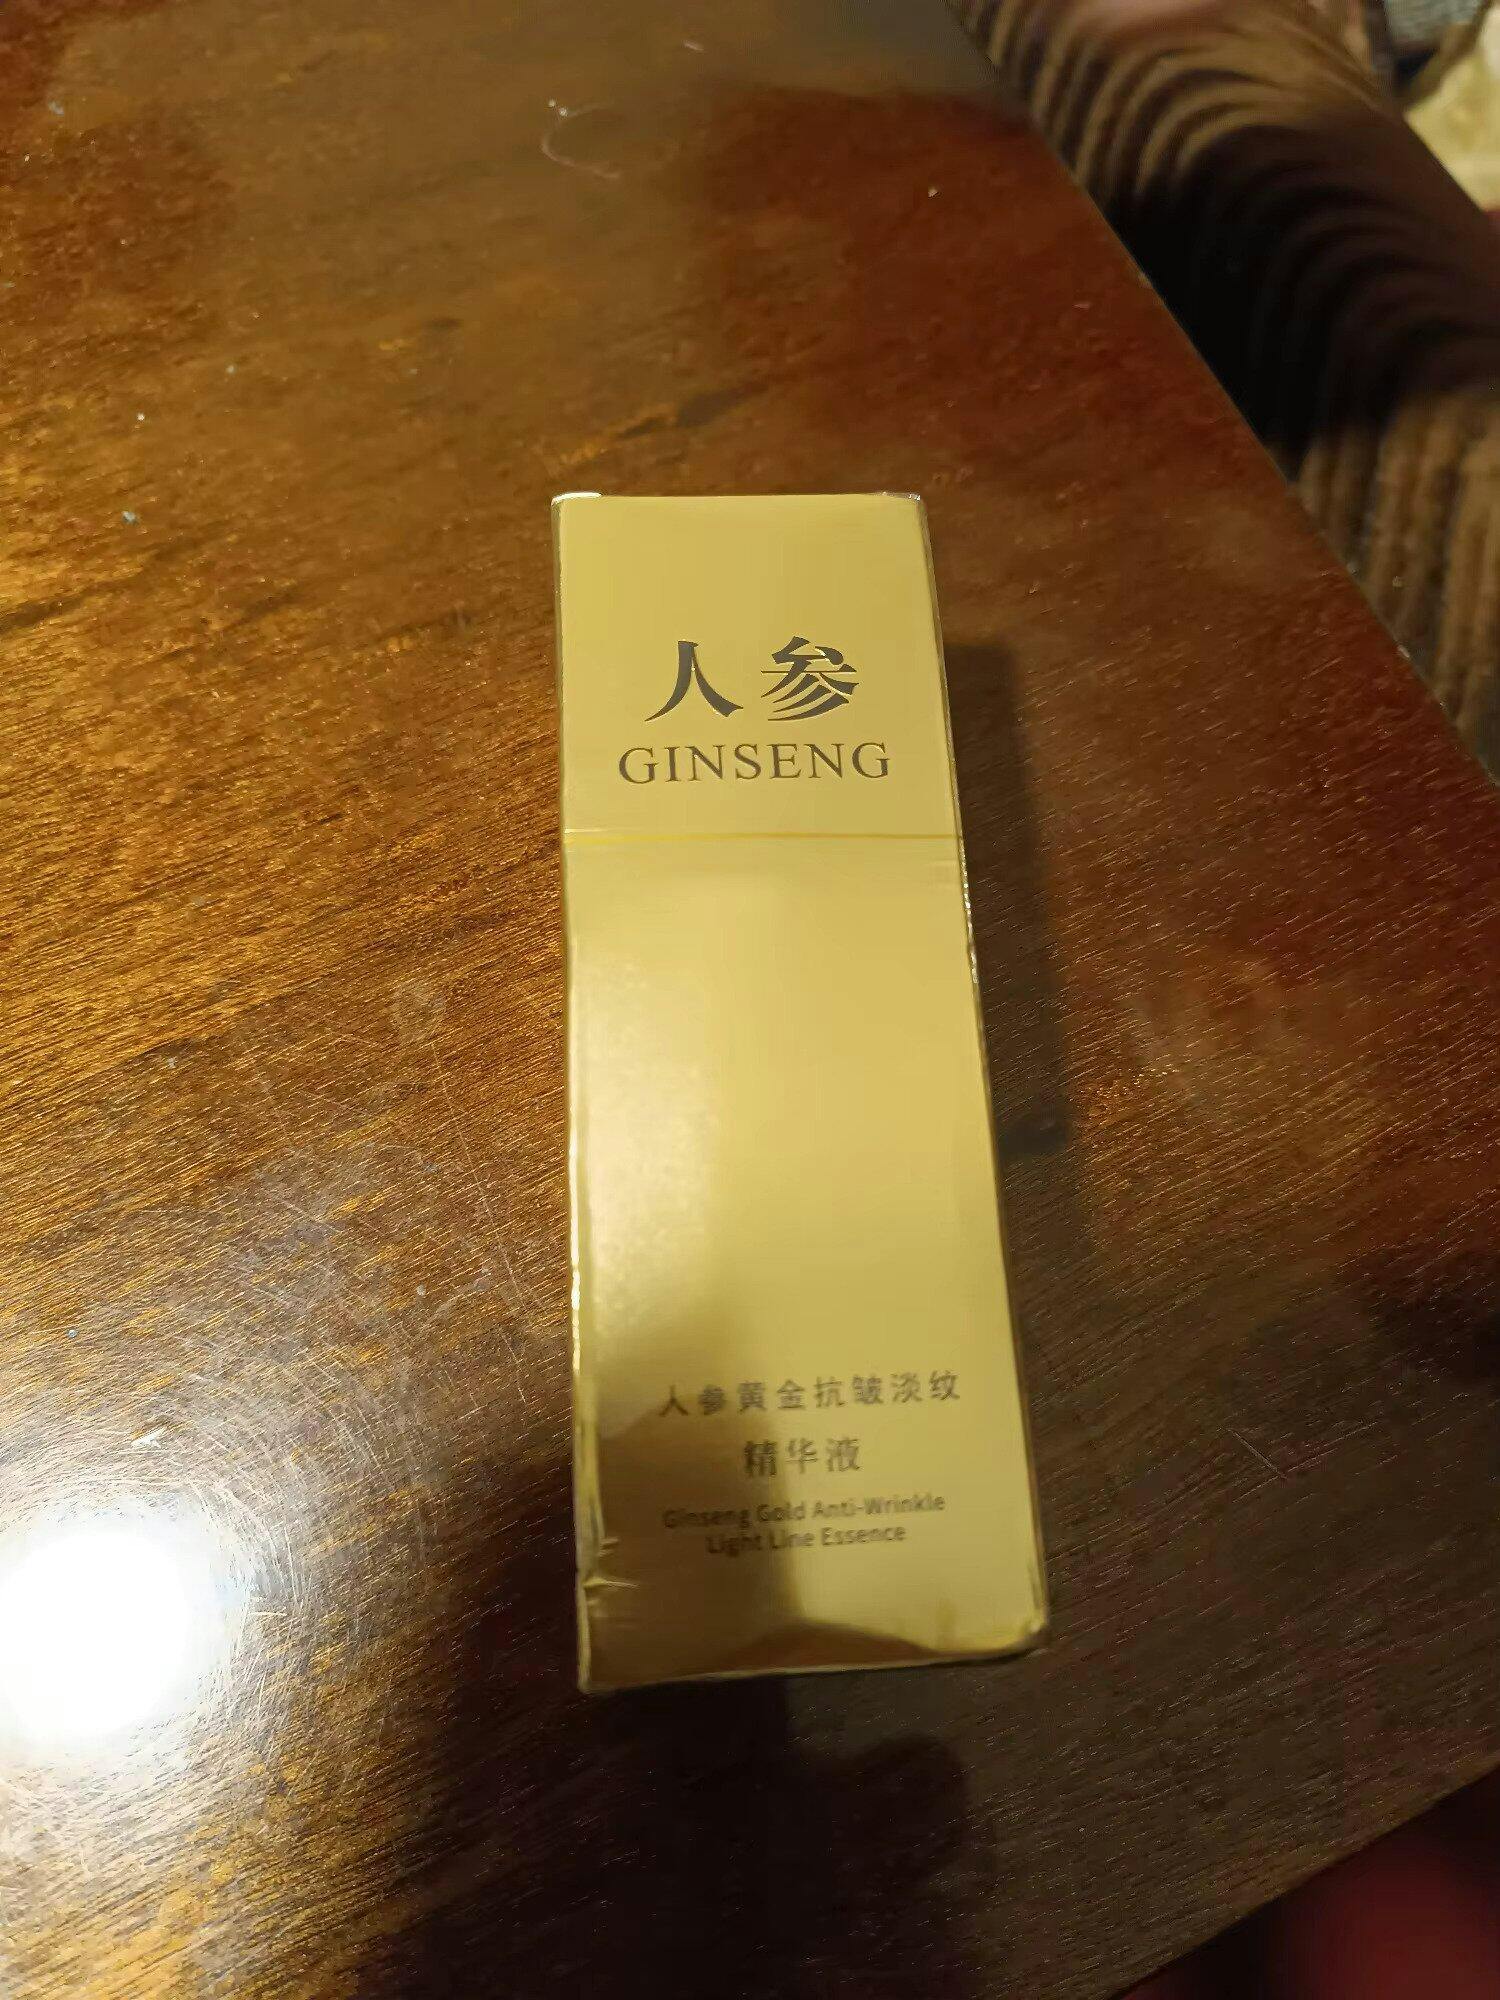 人参
GINSENG
人参黄金抗皱淡纹
精华液
Ginseng Gold Anti-Wrinkle
Light Line Essence